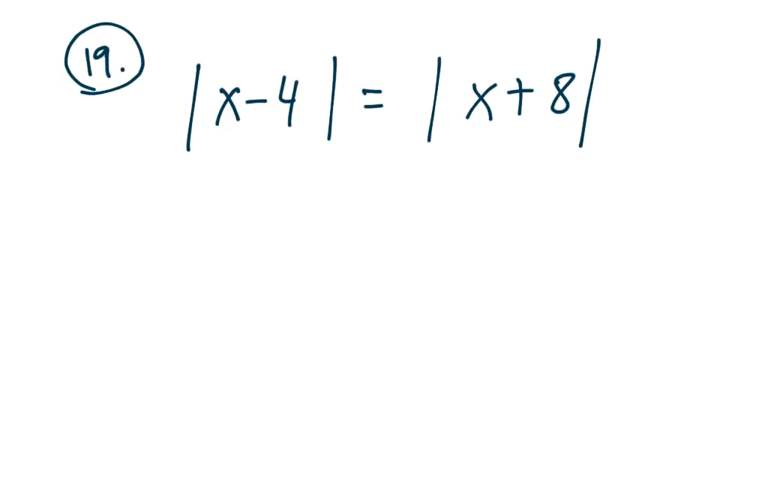 19. |x-4| = |x+8|